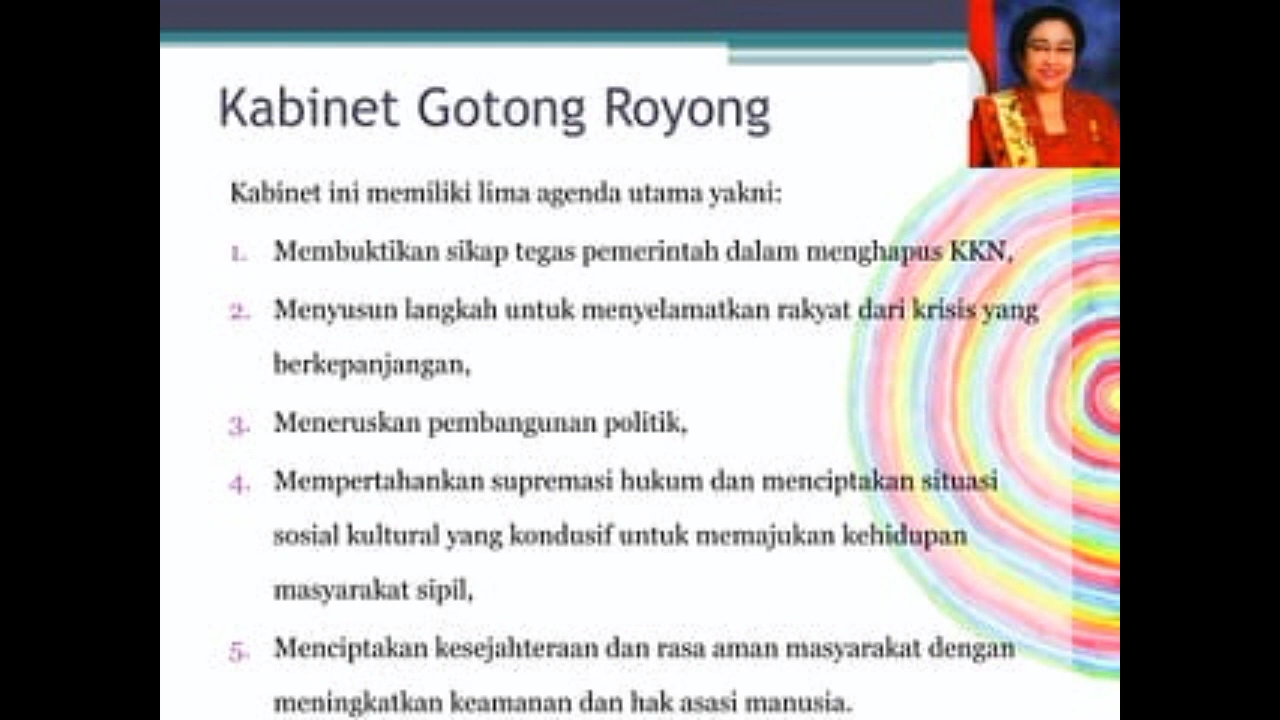 Kabinet Gotong Royong
Kabinet ini memiliki lima agenda utama yakni:
1. Membuktikan sikap tegas pemerintah dalam menghapus KKN,
2. Menyusun langkah untuk menyelamatkan rakyat dari krisis yang
berkepanjangan,
3. Meneruskan pembangunan politik,
4. Mempertahankan supremasi hukum dan menciptakan situasi
sosial kultural yang kondusif untuk memajukan kehidupan
masyarakat sipil,
5. Menciptakan kesejahteraan dan rasa aman masyarakat dengan
meningkatkan keamanan dan hak asasi manusia.